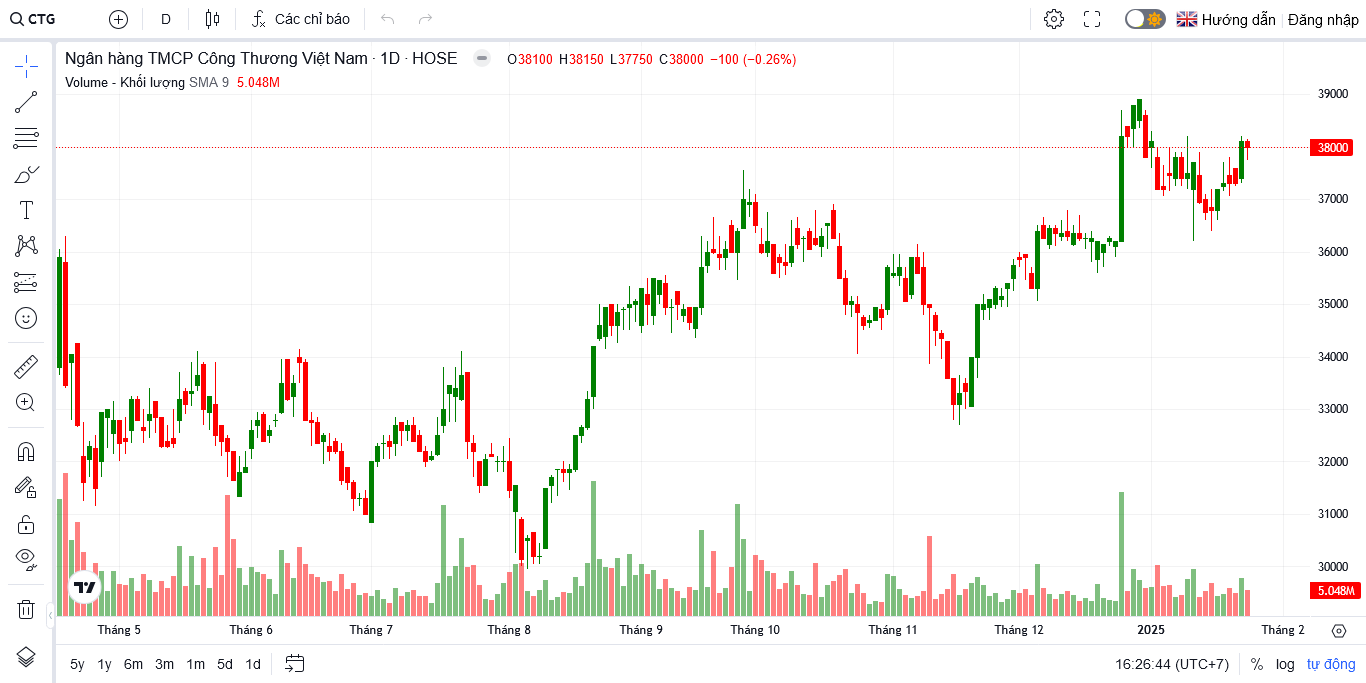 CTG D Các chỉ báo Hướng dẫn Đăng nhập
Ngân hàng TMCP Công Thương Việt Nam · 1D · HOSE O38100 H38150 L37750 C38000 −100 (−0.26%)
Volume - Khối lượng SMA 9 5.048M
39000
38000
37000
36000
35000
34000
33000
32000
31000
30000
5.048M
Tháng 5 Tháng 6 Tháng 7 Tháng 8 Tháng 9 Tháng 10 Tháng 11 Tháng 12 2025 Tháng 2
5y 1y 6m 3m 1m 5d 1d 16:26:44 (UTC+7) % log tự động